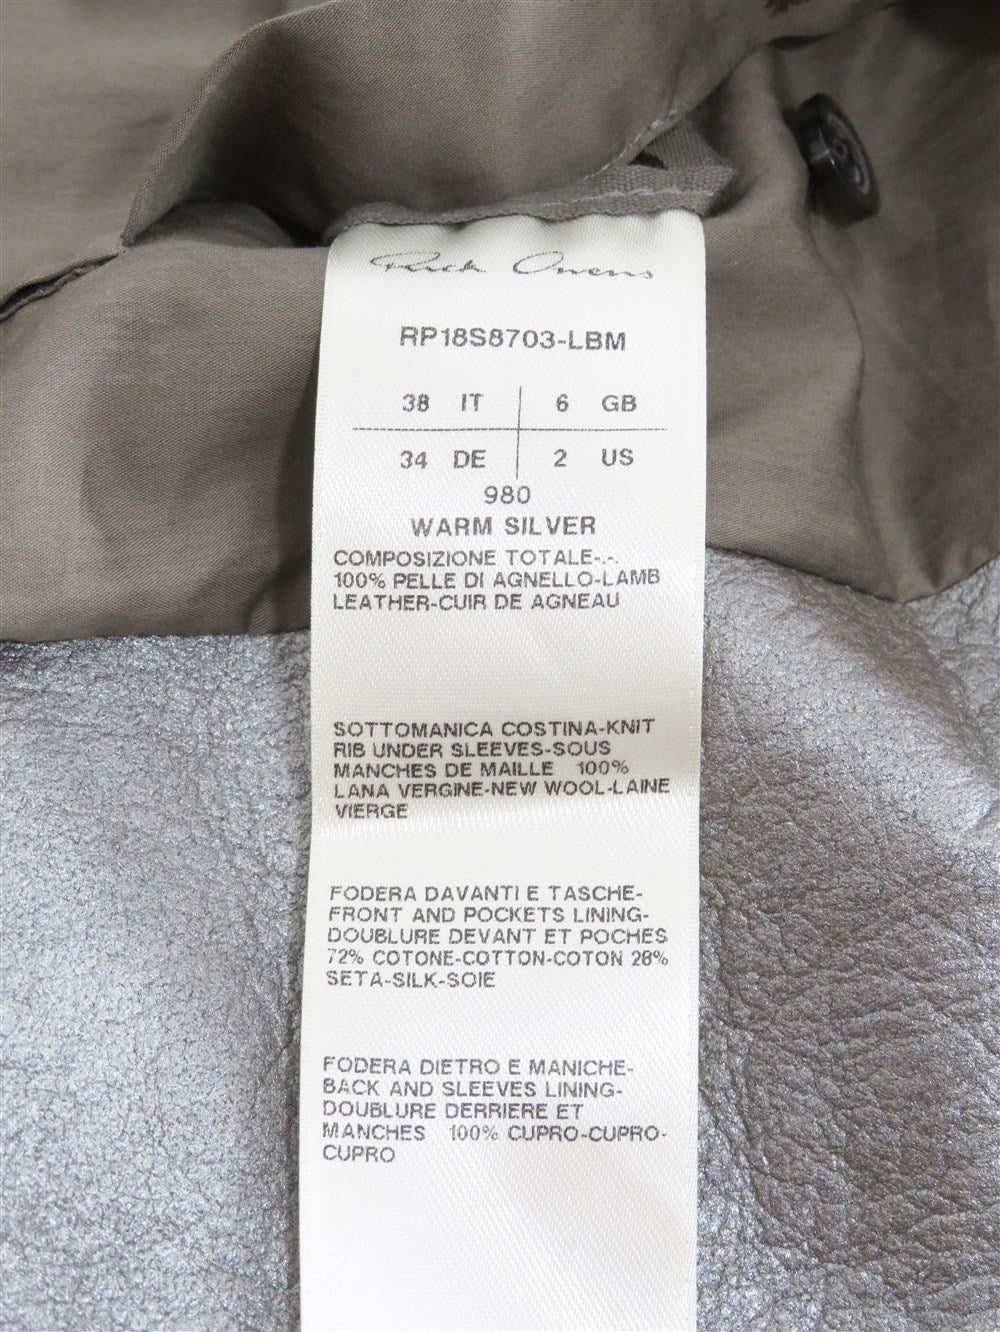 Rick Owens
RP18S8703-LBM
38 IT 6 GB
34 DE 2 US
980
WARM SILVER
COMPOSIZIONE TOTALE-.-.
100% PELLE DI AGNELLO-LAMB
LEATHER-CUIR DE AGNEAU
SOTTOMANICA COSTINA-KNIT
RIB UNDER SLEEVES-SOUS
MANCHES DE MAILLE 100%
LANA VERGINE-NEW WOOL-LAINE
VIERGE
FODERA DAVANTI E TASCHE-
FRONT AND POCKETS LINING-
DOUBLURE DEVANT ET POCHES
72% COTONE-COTTON-COTON 28%
SETA-SILK-SOIE
FODERA DIETRO E MANICHE-
BACK AND SLEEVES LINING-
DOUBLURE DERRIERE ET
MANCHES 100% CUPRO-CUPRO-
CUPRO